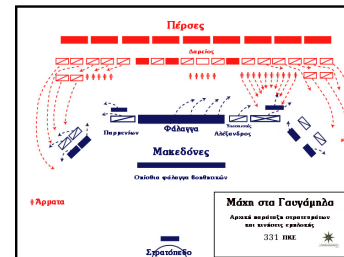 Πέρσες
Δαρείος
Παρμενίων
Φάλαγγα
Υπασπιστές
Αλέξανδρος
Μακεδόνες
Οπίσθια φάλαγγα βοηθητικών
Άρματα
Μάχη στα Γαυγάμηλα
Αρχική παράταξη στρατευμάτων
και κινήσεις εμπλοκής
331 ΠΚΕ
Στρατόπεδο